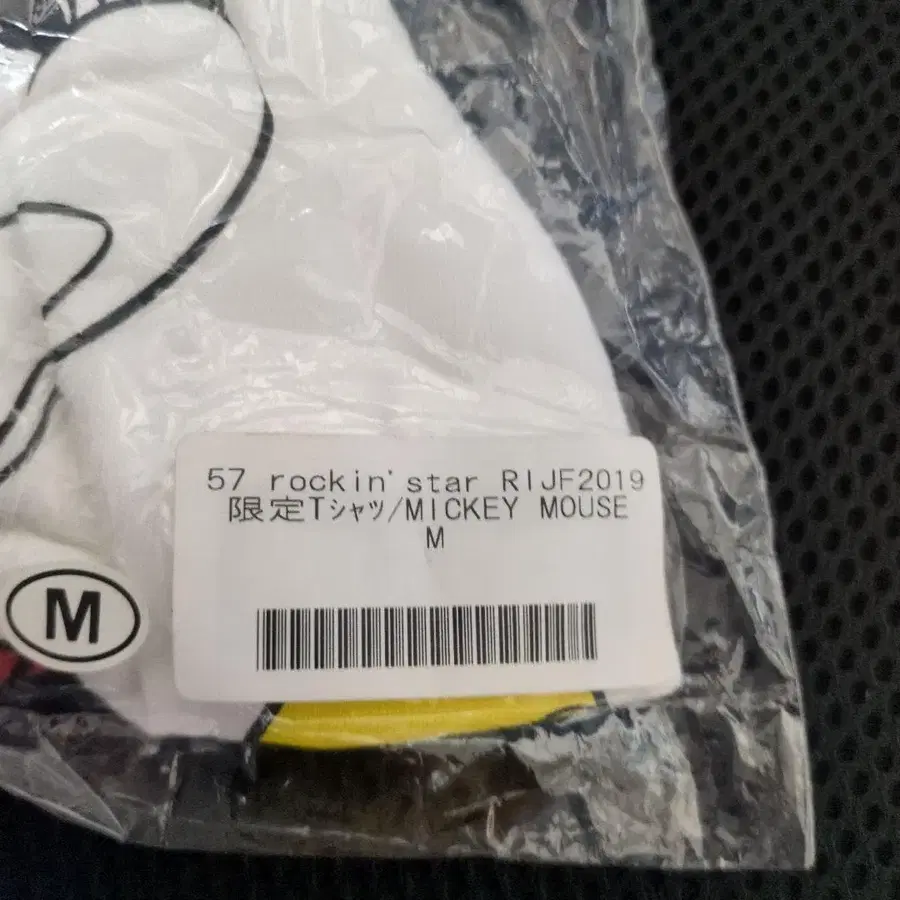 57 rockin'star RIJF2019
限定Tシャツ/MICKEY MOUSE
M
M